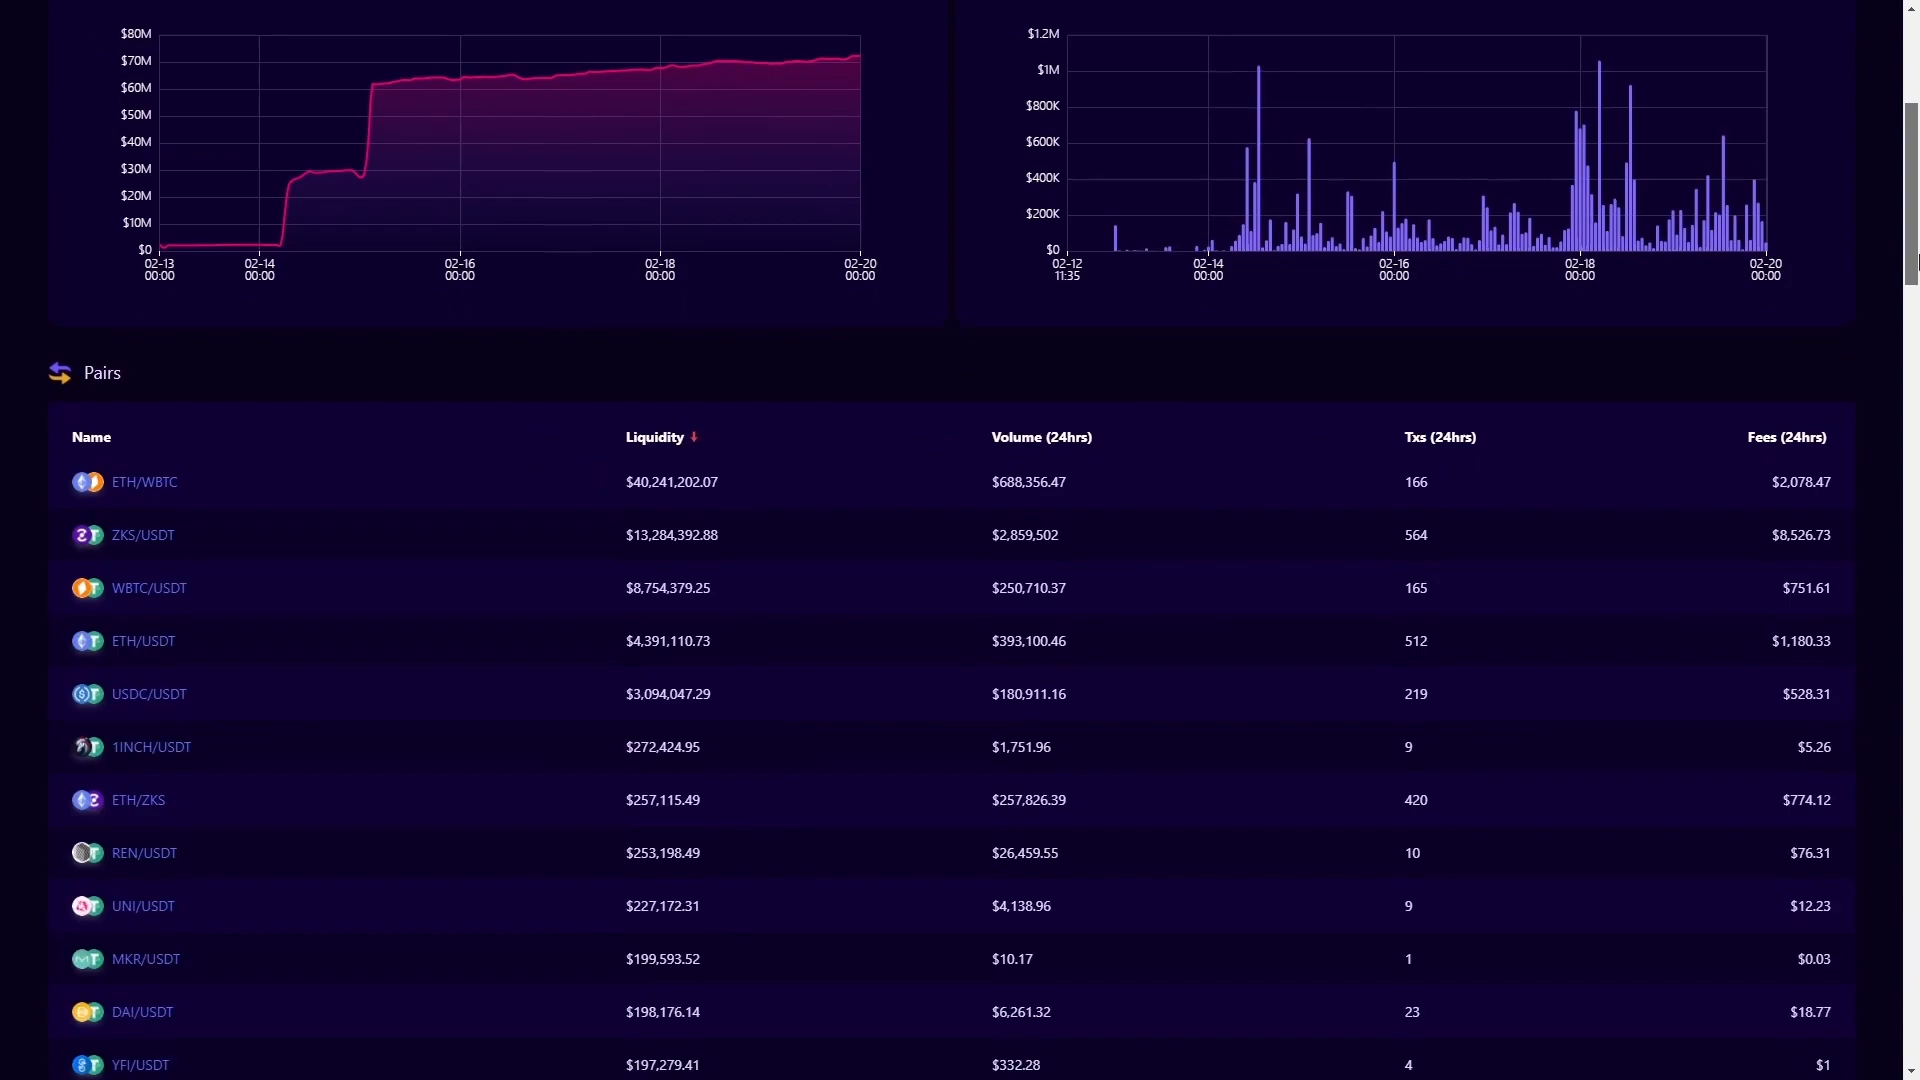 $80M
$70M
$60M
$50M
$40M
$30M
$20M
$10M
$0
02-13 02-14 02-16 02-18 02-20
00:00 00:00 00:00 00:00 00:00
$1.2M
$1M
$800K
$600K
$400K
$200K
$0
02-12 02-14 02-16 02-18 02-20
11:35 00:00 00:00 00:00 00:00
Pairs
Name Liquidity Volume (24hrs) Txs (24hrs) Fees (24hrs)
ETH/WBTC $40,241,202.07 $688,356.47 166 $2,078.47
ZKS/USDT $13,284,392.88 $2,859,502 564 $8,526.73
WBTC/USDT $8,754,379.25 $250,710.37 165 $751.61
ETH/USDT $4,391,110.73 $393,100.46 512 $1,180.33
USDC/USDT $3,094,047.29 $180,911.16 219 $528.31
1INCH/USDT $272,424.95 $1,751.96 9 $5.26
ETH/ZKS $257,115.49 $257,826.39 420 $774.12
REN/USDT $253,198.49 $26,459.55 10 $76.31
UNI/USDT $227,172.31 $4,138.96 9 $12.23
MKR/USDT $199,593.52 $10.17 1 $0.03
DAI/USDT $198,176.14 $6,261.32 23 $18.77
YFI/USDT $197,279.41 $332.28 4 $1